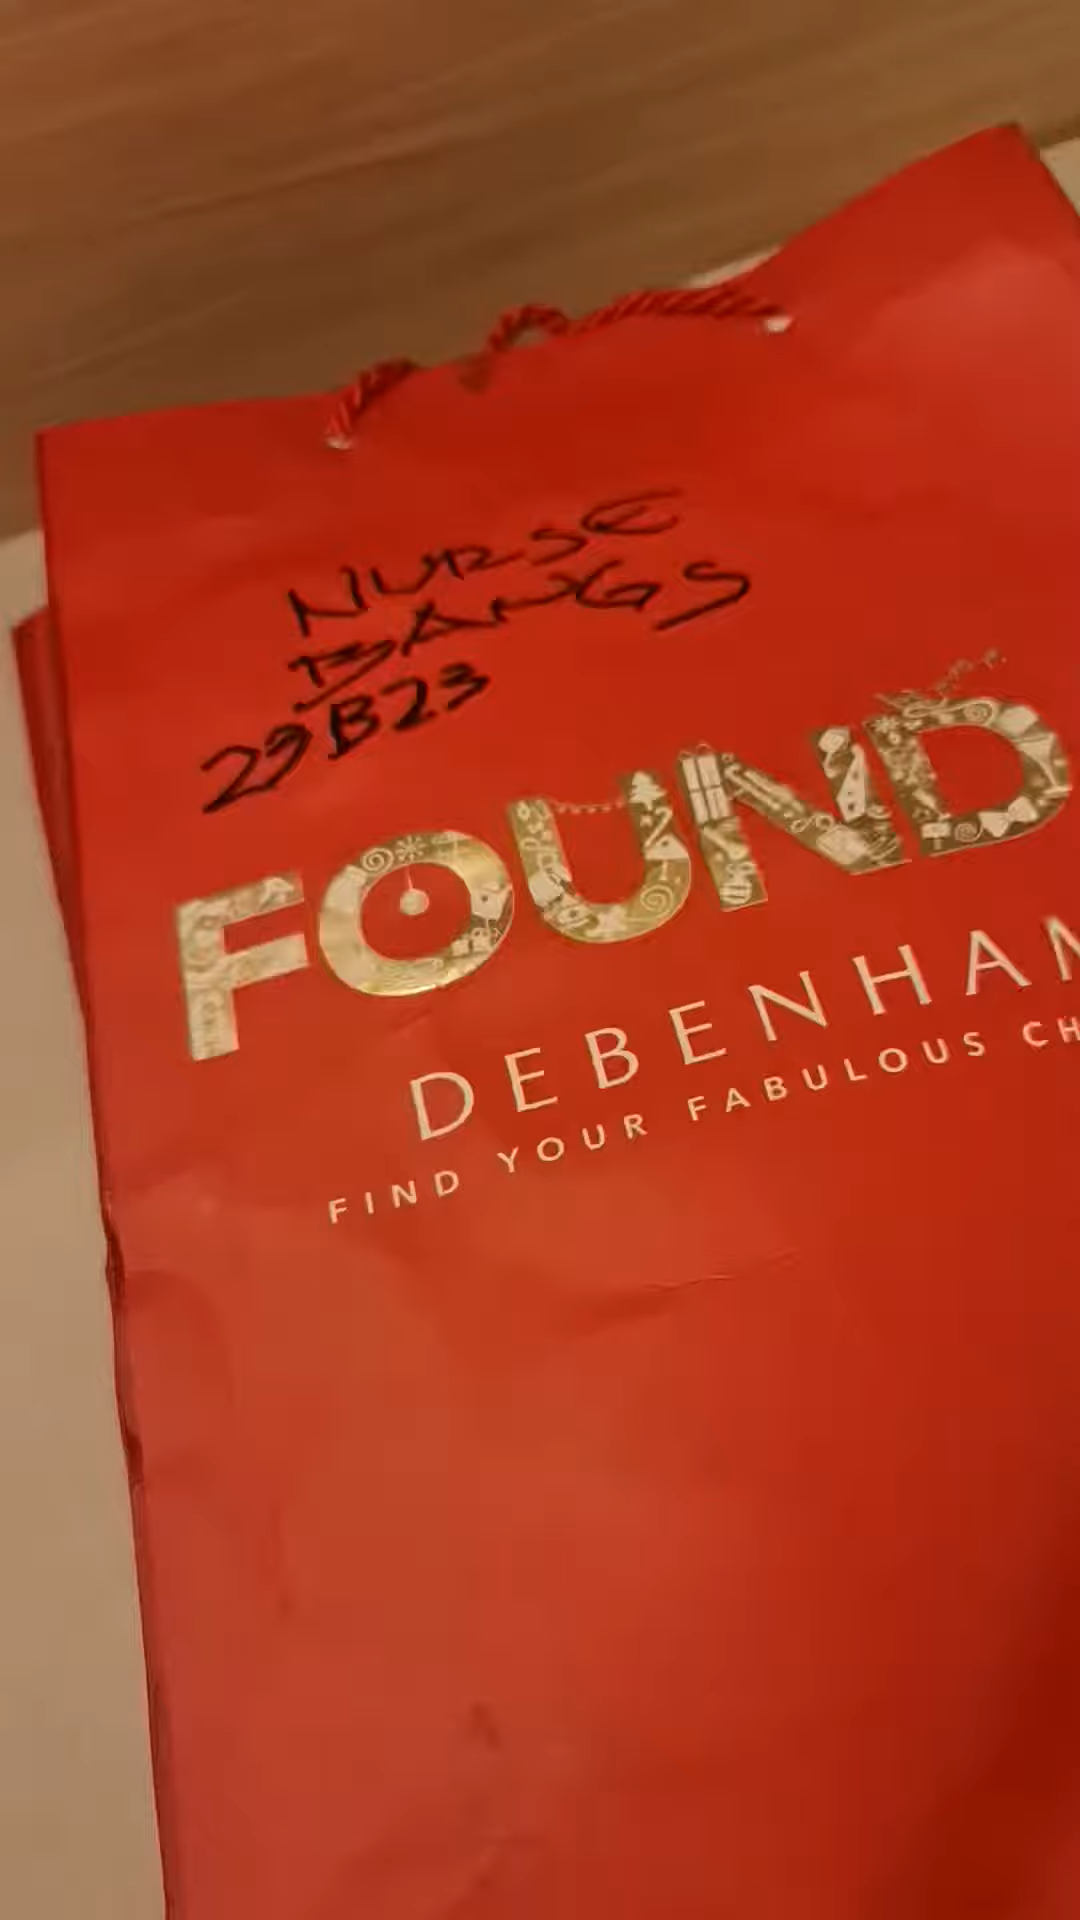 NURSE
BANGS
29B23
FOUND
DEBENHAM
FIND YOUR FABULOUS CH